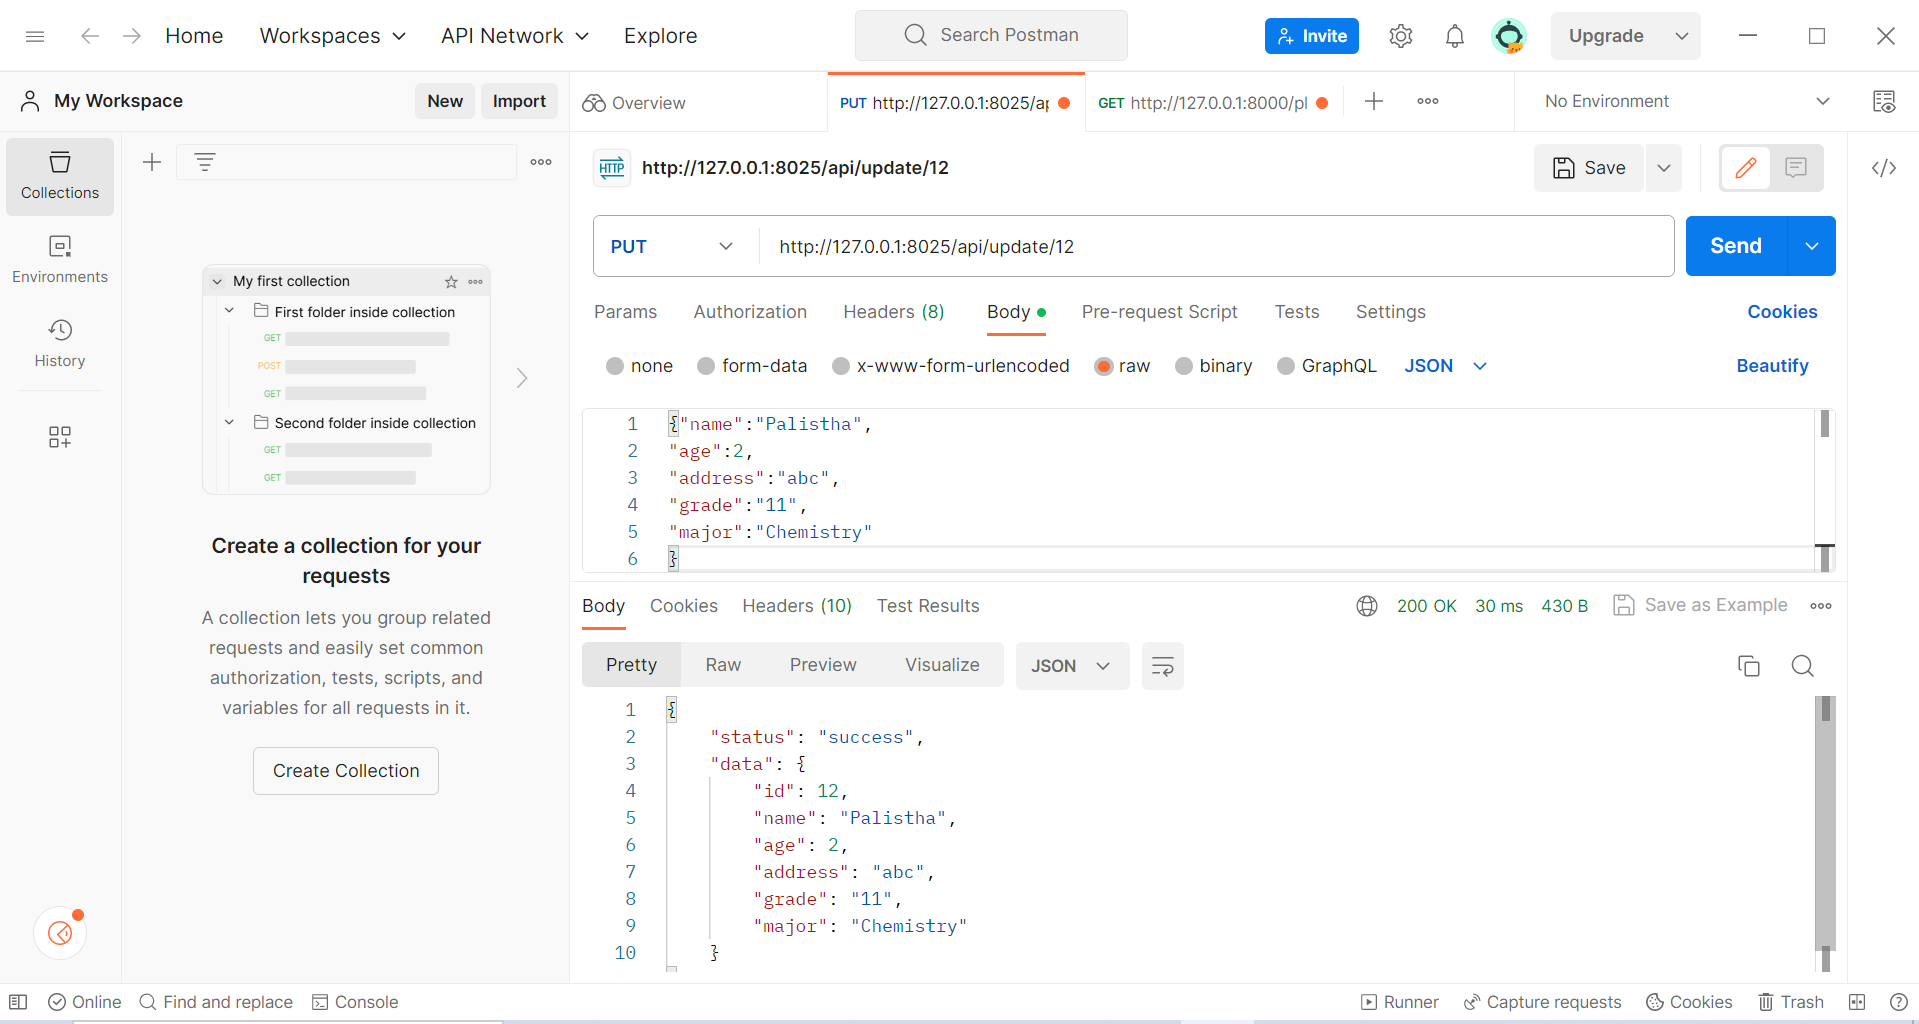 Home Workspaces API Network Explore Search Postman Invite Upgrade
My Workspace New Import Overview PUT http://127.0.0.1:8025/ap GET http://127.0.0.1:8000/pl No Environment
Collections
Environments
History
My first collection
First folder inside collection
GET
POST
GET
Second folder inside collection
GET
GET
Create a collection for your
requests
A collection lets you group related
requests and easily set common
authorization, tests, scripts, and
variables for all requests in it.
Create Collection
HTTP http://127.0.0.1:8025/api/update/12 Save
PUT http://127.0.0.1:8025/api/update/12 Send
Params Authorization Headers (8) Body Pre-request Script Tests Settings Cookies
none form-data x-www-form-urlencoded raw binary GraphQL JSON Beautify
1 {"name":"Palistha",
2 "age":2,
3 "address":"abc",
4 "grade":"11",
5 "major":"Chemistry"
6 }
Body Cookies Headers (10) Test Results 200 OK 30 ms 430 B Save as Example
Pretty Raw Preview Visualize JSON
1 {
2 "status": "success",
3 "data": {
4 "id": 12,
5 "name": "Palistha",
6 "age": 2,
7 "address": "abc",
8 "grade": "11",
9 "major": "Chemistry"
10 }
Online Find and replace Console Runner Capture requests Cookies Trash